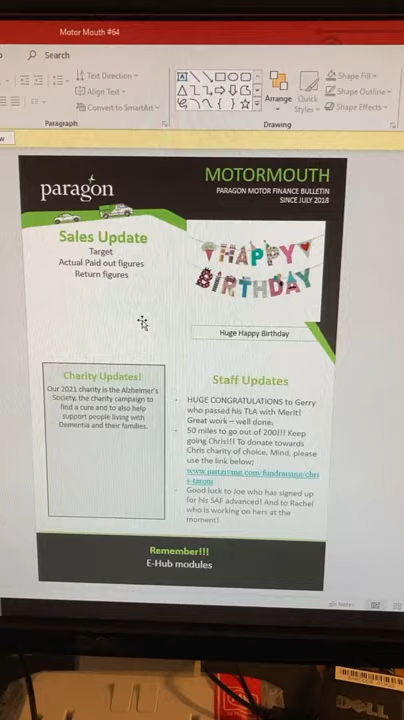 Motor Mouth #64
Search
Text Direction
Align Text
Convert to SmartArt
Paragraph
Arrange
Quick
Styles
Shape Fill
Shape Outline
Shape Effects
Drawing
paragon
MOTORMOUTH
PARAGON MOTOR FINANCE BULLETIN
SINCE JULY 2018
Sales Update
Target
Actual Paid out figures
Return figures
HAPPY
BIRTHDAY
Huge Happy Birthday
Charity Updates!
Our 2021 charity is the Alzheimer's
Society, the charity campaign to
find a cure and to also help
support people living with
Dementia and their families.
Staff Updates
- HUGE CONGRATULATIONS to Gerry
who passed his TLA with Merit!
Great work – well done.
- 50 miles to go out of 200!!! Keep
going Chris!!! To donate towards
Chris charity of choice, Mind, please
use the link below;
www.justgiving.com/fundraising/chri
- Good luck to Joe who has signed up
for his SAF advanced! And to Rachel
who is working on hers at the
moment!
Remember!!!
E-Hub modules
Notes
DELL